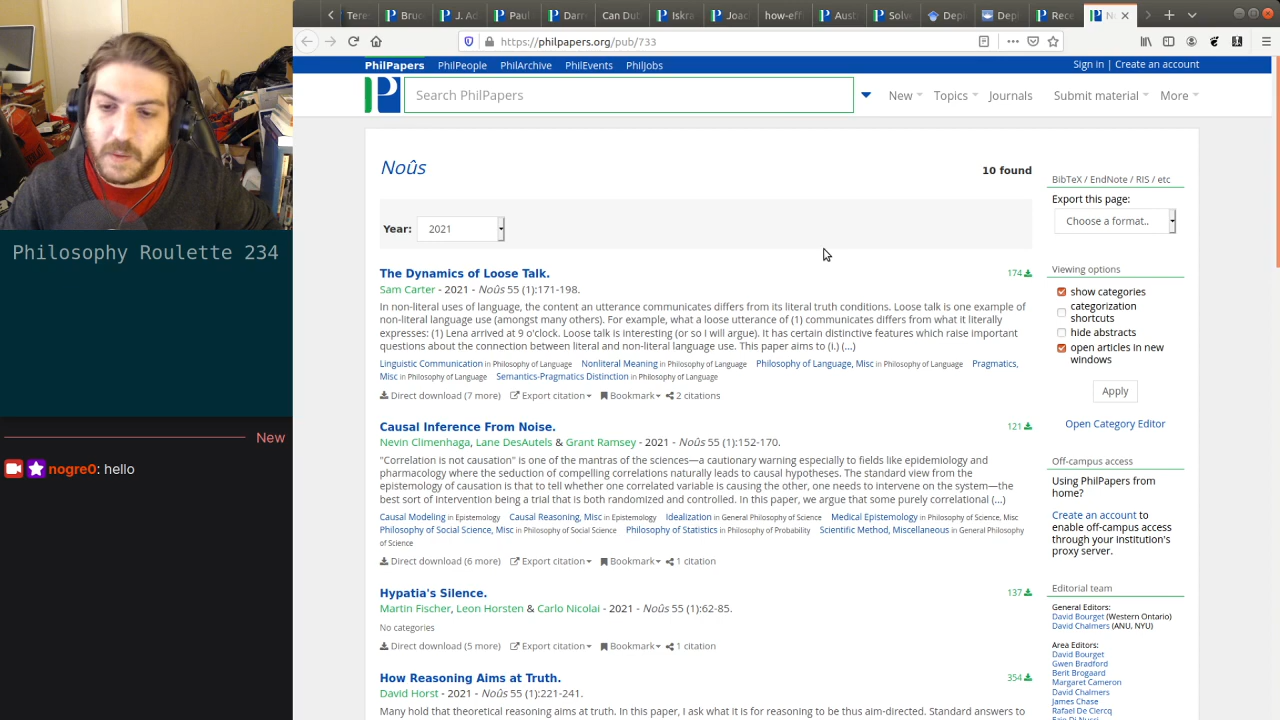 Teres
Bruc
J. Ad
Paul
Darre
Can Dut
Iskra
Joac
how-eff
Aust
Solve
Depi
Dep
Rece
https://philpapers.org/pub/733
PhilPapers PhilPeople PhilArchive PhilEvents PhilJobs
Sign in | Create an account
Search PhilPapers
New Topics Journals Submit material More
Noûs
10 found
Year: 2021
The Dynamics of Loose Talk.
174
Sam Carter - 2021 - Noûs 55 (1):171-198.
In non-literal uses of language, the content an utterance communicates differs from its literal truth conditions. Loose talk is one example of
non-literal language use (amongst many others). For example, what a loose utterance of (1) communicates differs from what it literally
expresses: (1) Lena arrived at 9 o'clock. Loose talk is interesting (or so I will argue). It has certain distinctive features which raise important
questions about the connection between literal and non-literal language use. This paper aims to (i.) (...)
Linguistic Communication in Philosophy of Language Nonliteral Meaning in Philosophy of Language Philosophy of Language, Misc in Philosophy of Language Pragmatics,
Misc in Philosophy of Language Semantics-Pragmatics Distinction in Philosophy of Language
Direct download (7 more) Export citation Bookmark 2 citations
Causal Inference From Noise.
121
Nevin Climenhaga, Lane DesAutels & Grant Ramsey - 2021 - Noûs 55 (1):152-170.
"Correlation is not causation" is one of the mantras of the sciences—a cautionary warning especially to fields like epidemiology and
pharmacology where the seduction of compelling correlations naturally leads to causal hypotheses. The standard view from the
epistemology of causation is that to tell whether one correlated variable is causing the other, one needs to intervene on the system—the
best sort of intervention being a trial that is both randomized and controlled. In this paper, we argue that some purely correlational (...)
Causal Modeling in Epistemology Causal Reasoning, Misc in Epistemology Idealization in General Philosophy of Science Medical Epistemology in Philosophy of Science, Misc
Philosophy of Social Science, Misc in Philosophy of Social Science Philosophy of Statistics in Philosophy of Probability Scientific Method, Miscellaneous in General Philosophy
of Science
Direct download (6 more) Export citation Bookmark 1 citation
Hypatia's Silence.
137
Martin Fischer, Leon Horsten & Carlo Nicolai - 2021 - Noûs 55 (1):62-85.
No categories
Direct download (5 more) Export citation Bookmark 1 citation
How Reasoning Aims at Truth.
354
David Horst - 2021 - Noûs 55 (1):221-241.
Many hold that theoretical reasoning aims at truth. In this paper, I ask what it is for reasoning to be thus aim-directed. Standard answers to
BibTeX / EndNote / RIS / etc
Export this page:
Choose a format..
Viewing options
show categories
categorization
shortcuts
hide abstracts
open articles in new
windows
Apply
Open Category Editor
Off-campus access
Using PhilPapers from
home?
Create an account to
enable off-campus access
through your institution's
proxy server.
Editorial team
General Editors:
David Bourget (Western Ontario)
David Chalmers (ANU, NYU)
Area Editors:
David Bourget
Gwen Bradford
Berit Brogaard
Margaret Cameron
David Chalmers
James Chase
Rafael De Clercq
Philosophy Roulette 234
New
nogre0: hello